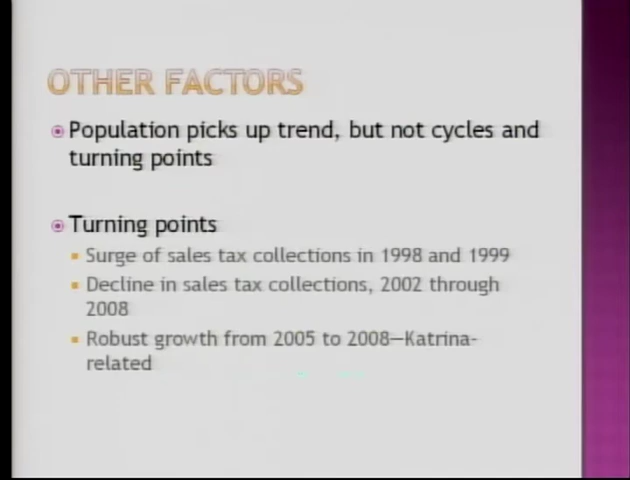 OTHER FACTORS
Population picks up trend, but not cycles and
turning points
Turning points
Surge of sales tax collections in 1998 and 1999
Decline in sales tax collections, 2002 through
2008
Robust growth from 2005 to 2008—Katrina-
related